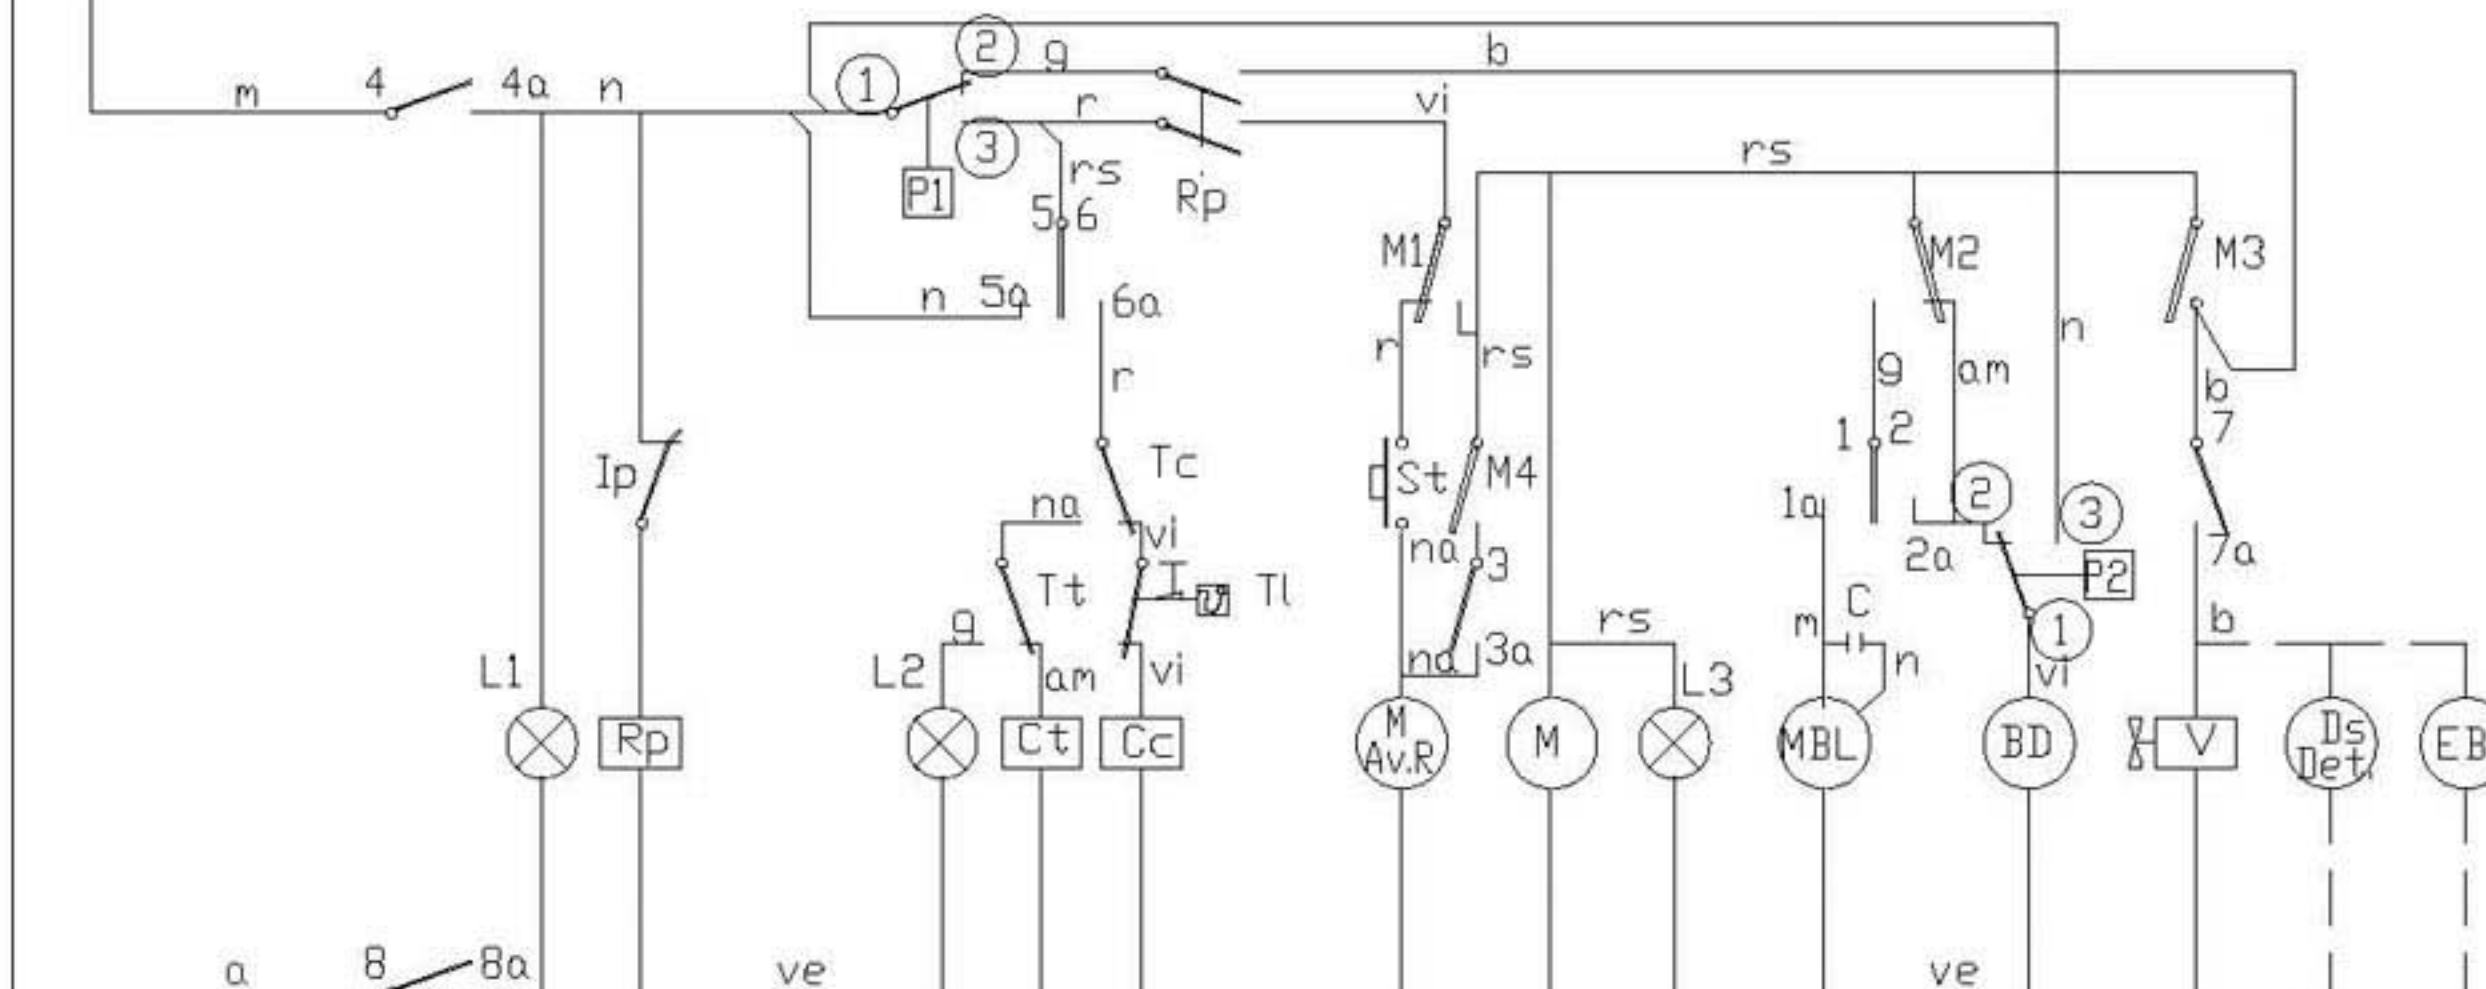 2 g b
m 4 4a n 1 r vi
3 rs rs
P1 5 6 Rp
M1 M2 M3
n 5a 6a n
r rs g am
r b
1 2 7
Ip Tc St M4
na vi 1a 2 3
na 3 2a 7a
Tt I Tl P2
g m C rs 1 b
L1 L2 am vi na 3a L3 n vi
Rp Ct Cc M Av.R M MBL BD V Ds Det. EB
a 8 8a ve ve